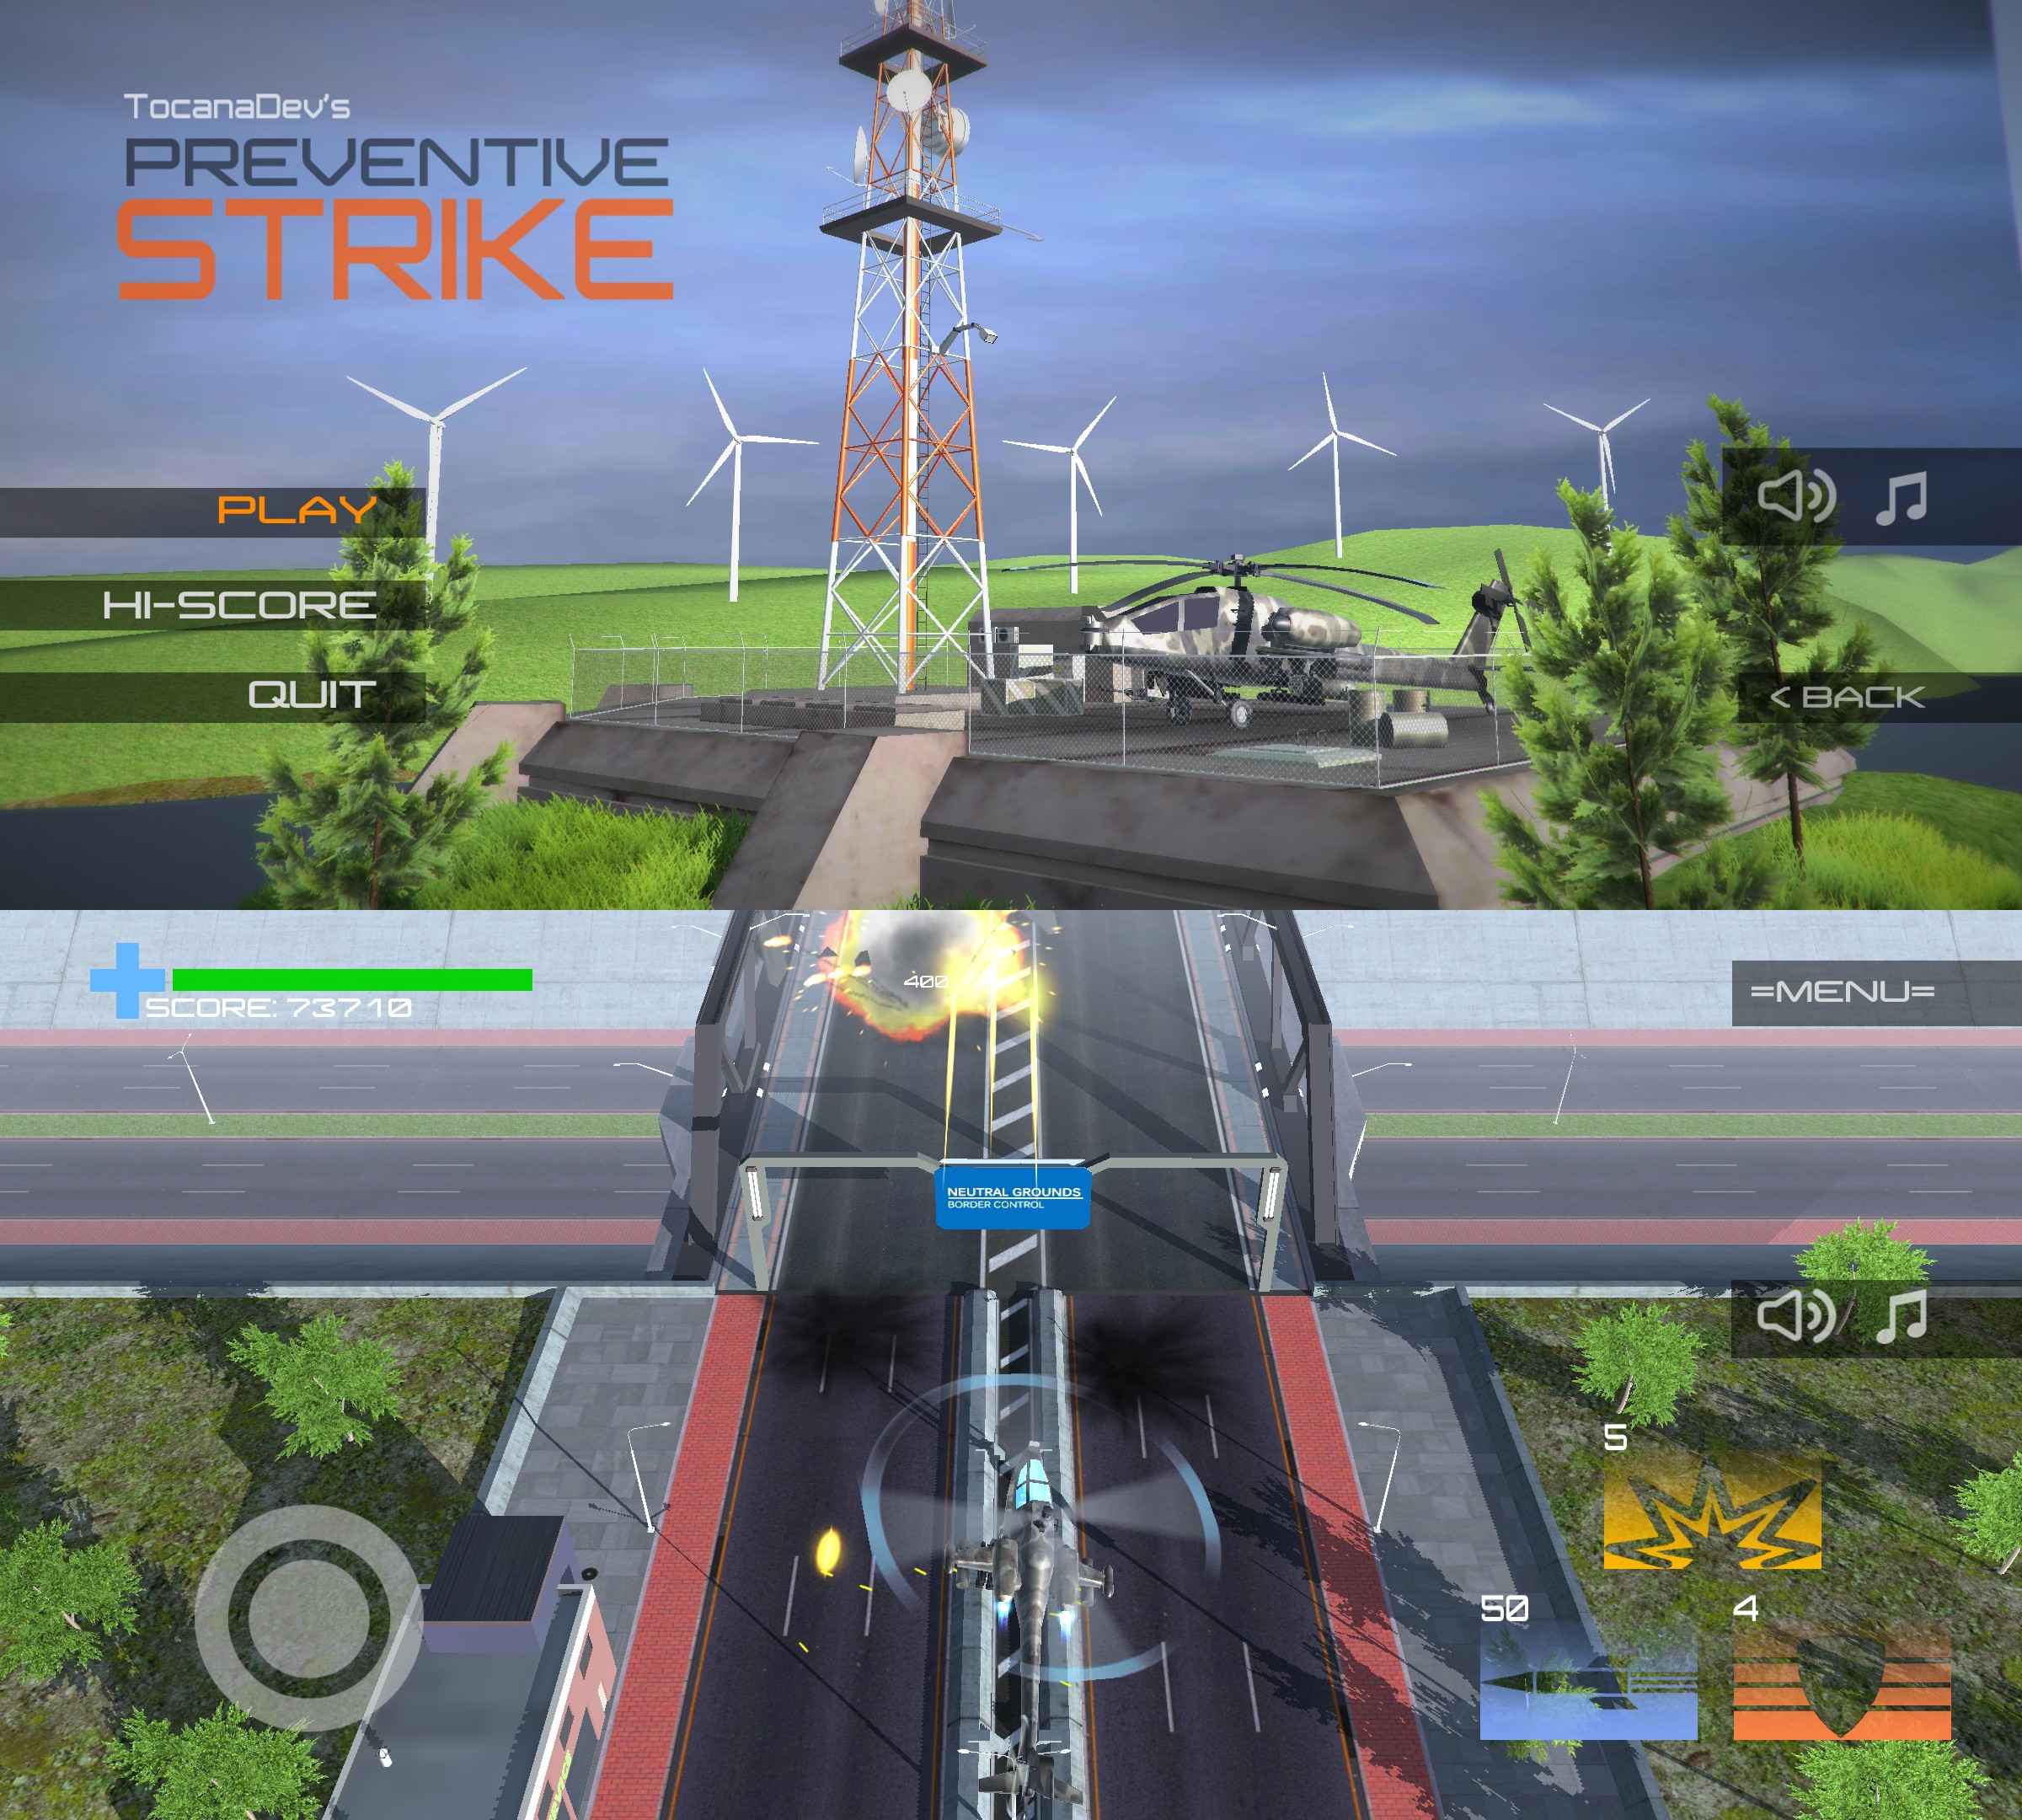 TocanaDev's
PREVENTIVE
STRIKE
PLAY
HI-SCORE
QUIT
< BACK
SCORE: 73710
400
=MENU=
NEUTRAL GROUNDS
BORDER CONTROL
5
50
4